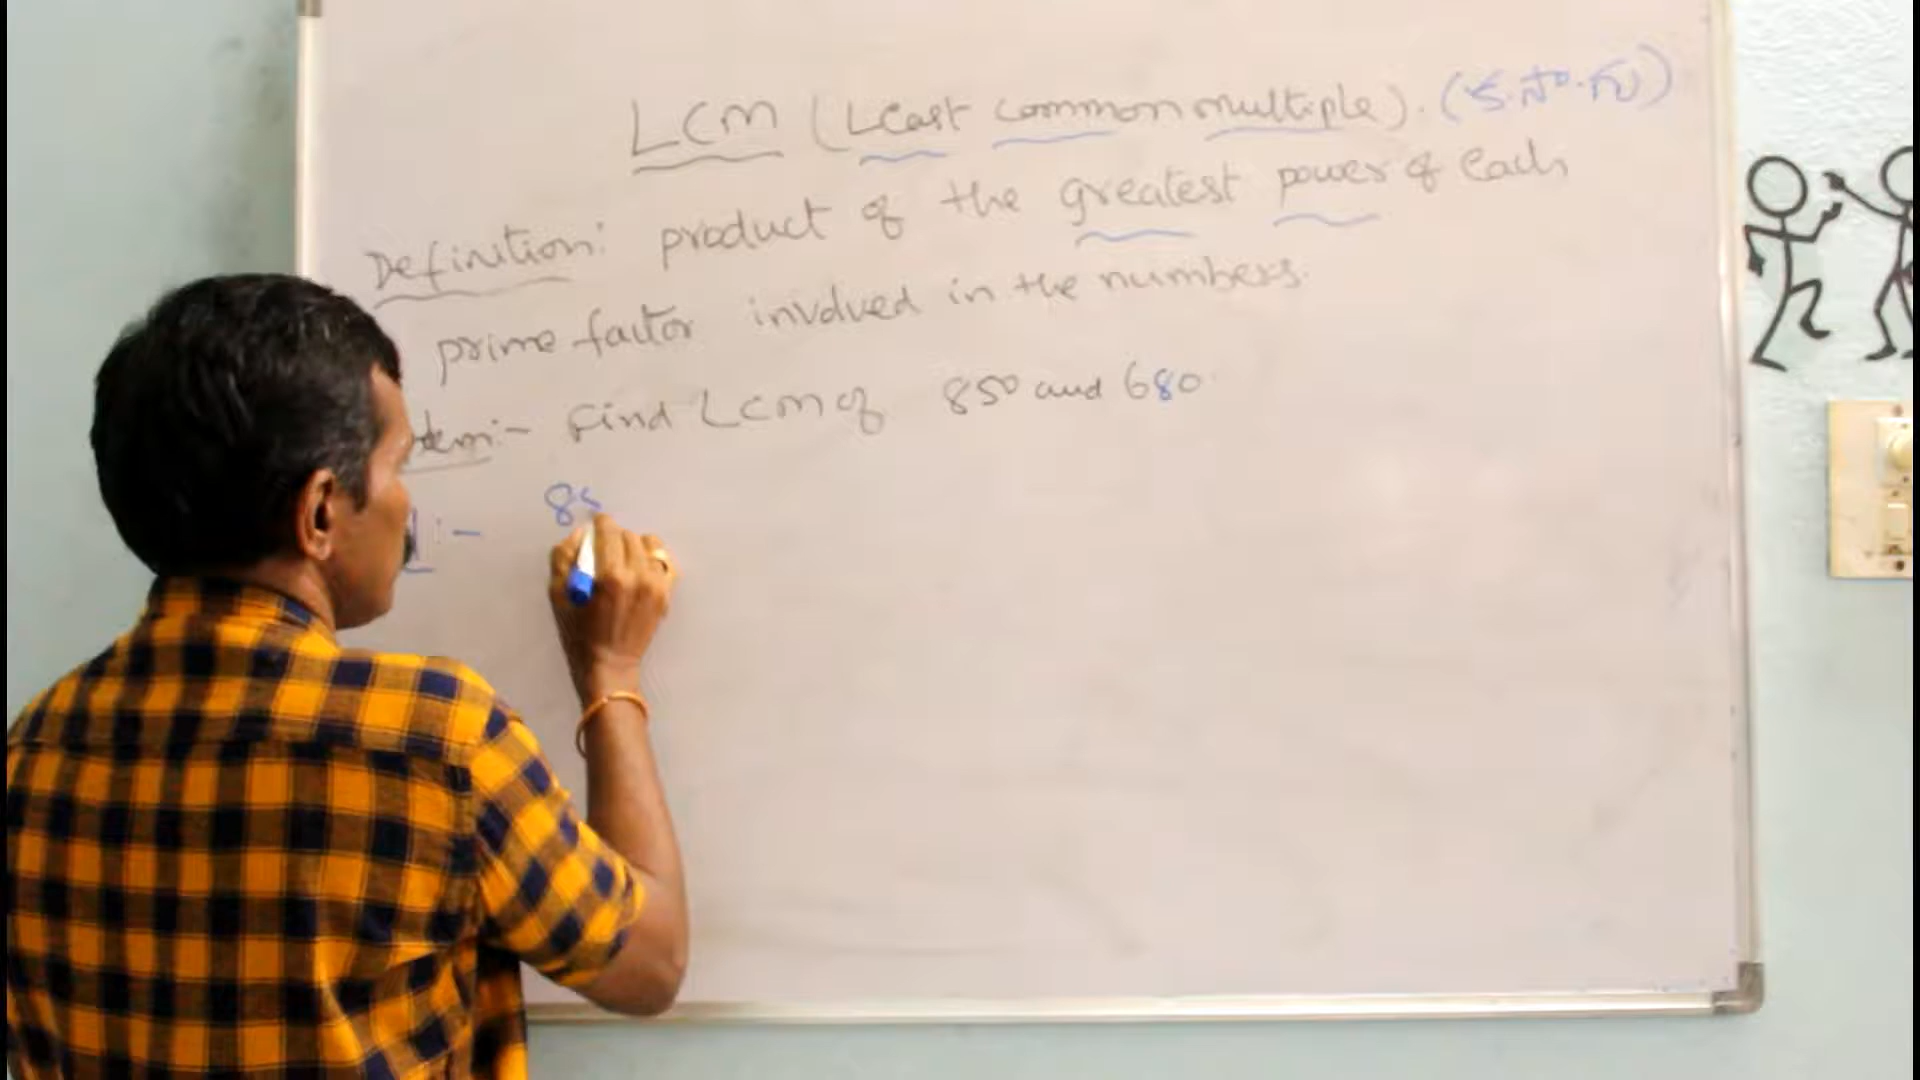 LCM (Least common multiple). (ક.సా.గు)
Definition: product of the greatest power of each
prime factor involved in the numbers.
:- Find LCM of 850 and 680.
:- 85